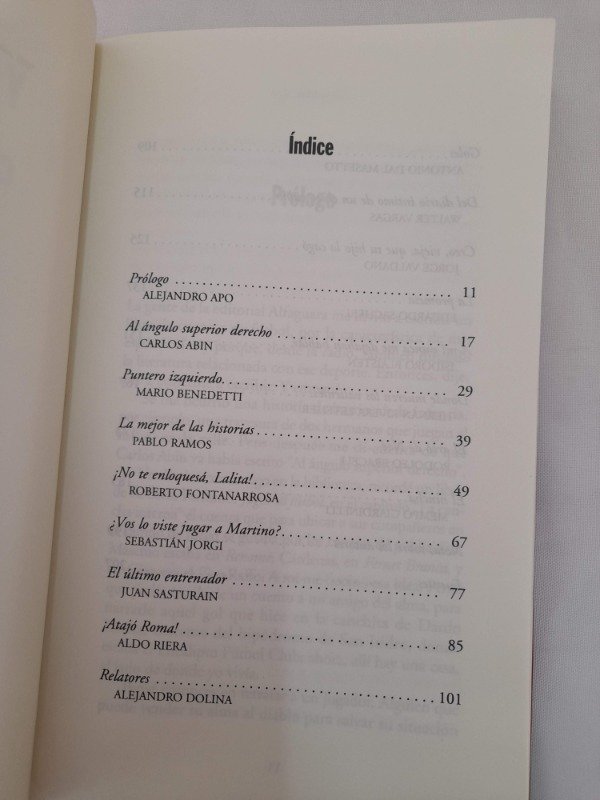 Índice
Prólogo ........................................ 11
ALEJANDRO APO
Al ángulo superior derecho ........................ 17
CARLOS ABIN
Puntero izquierdo. ................................ 29
MARIO BENEDETTI
La mejor de las historias .......................... 39
PABLO RAMOS
¡No te enloquesá, Lalita! .......................... 49
ROBERTO FONTANARROSA
¿Vos lo viste jugar a Martino? ..................... 67
SEBASTIÁN JORGI
El último entrenador ............................. 77
JUAN SASTURAIN
¡Atajó Roma! .................................... 85
ALDO RIERA
Relatores ....................................... 101
ALEJANDRO DOLINA